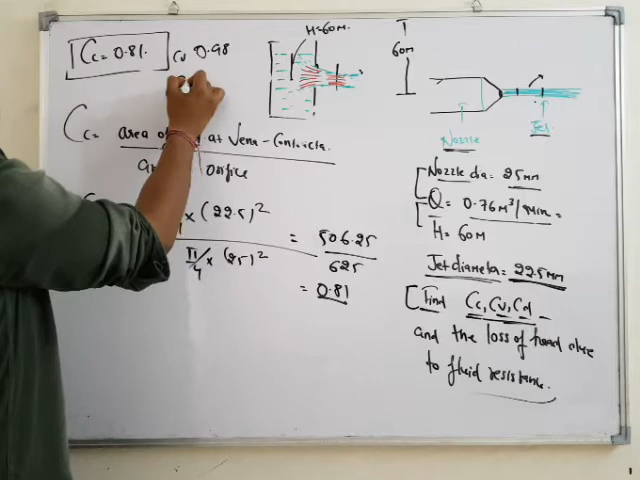 Cc = 0.81.
Cv 0.98
H=60M.
60M
Nozzle
Jet
Cc = area of at Vena-Contracta.
orifice
× (22.5)²
π/4 × (25)²
= 506.25
625
= 0.81
Nozzle dia = 25MM
Q = 0.76M³/Min =
H = 60M
Jet diameter = 22.5MM
Find Cc, Cv, Cd
and the loss of head due
to fluid resistance.